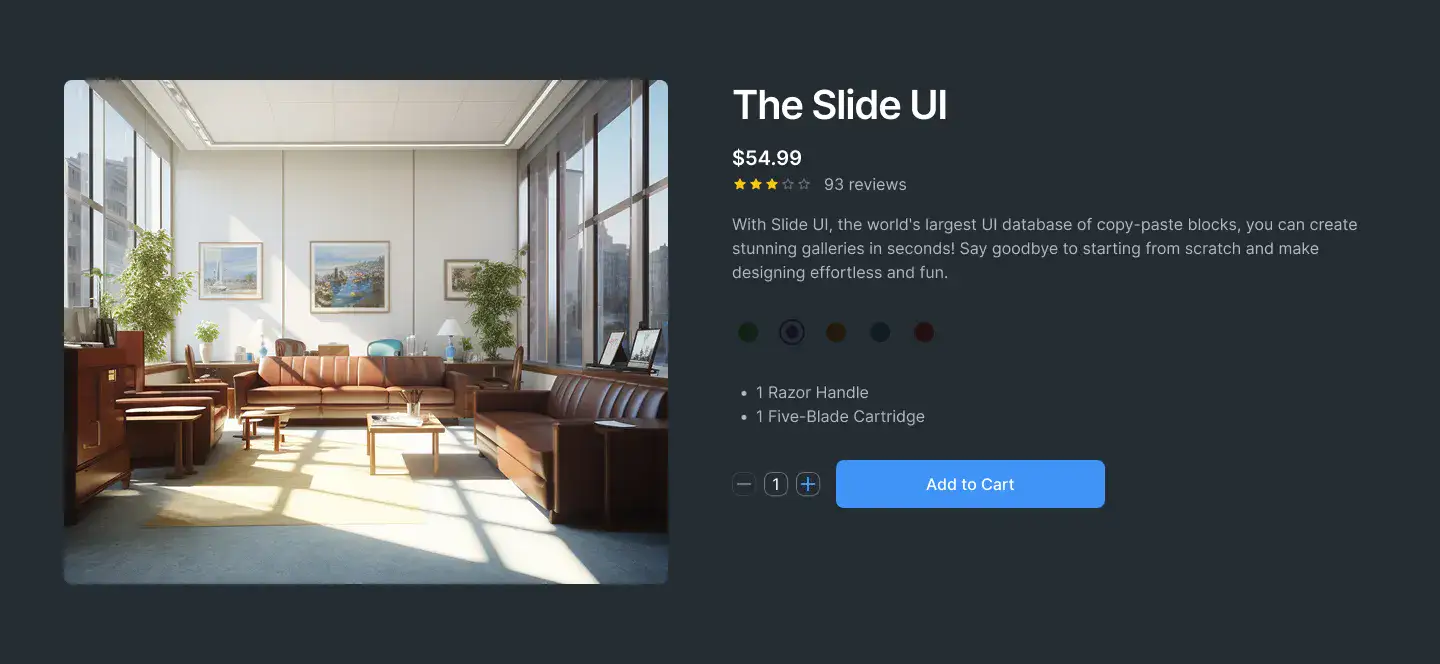 The Slide UI
$54.99
93 reviews
With Slide UI, the world's largest UI database of copy-paste blocks, you can create
stunning galleries in seconds! Say goodbye to starting from scratch and make
designing effortless and fun.
1 Razor Handle
1 Five-Blade Cartridge
1
Add to Cart